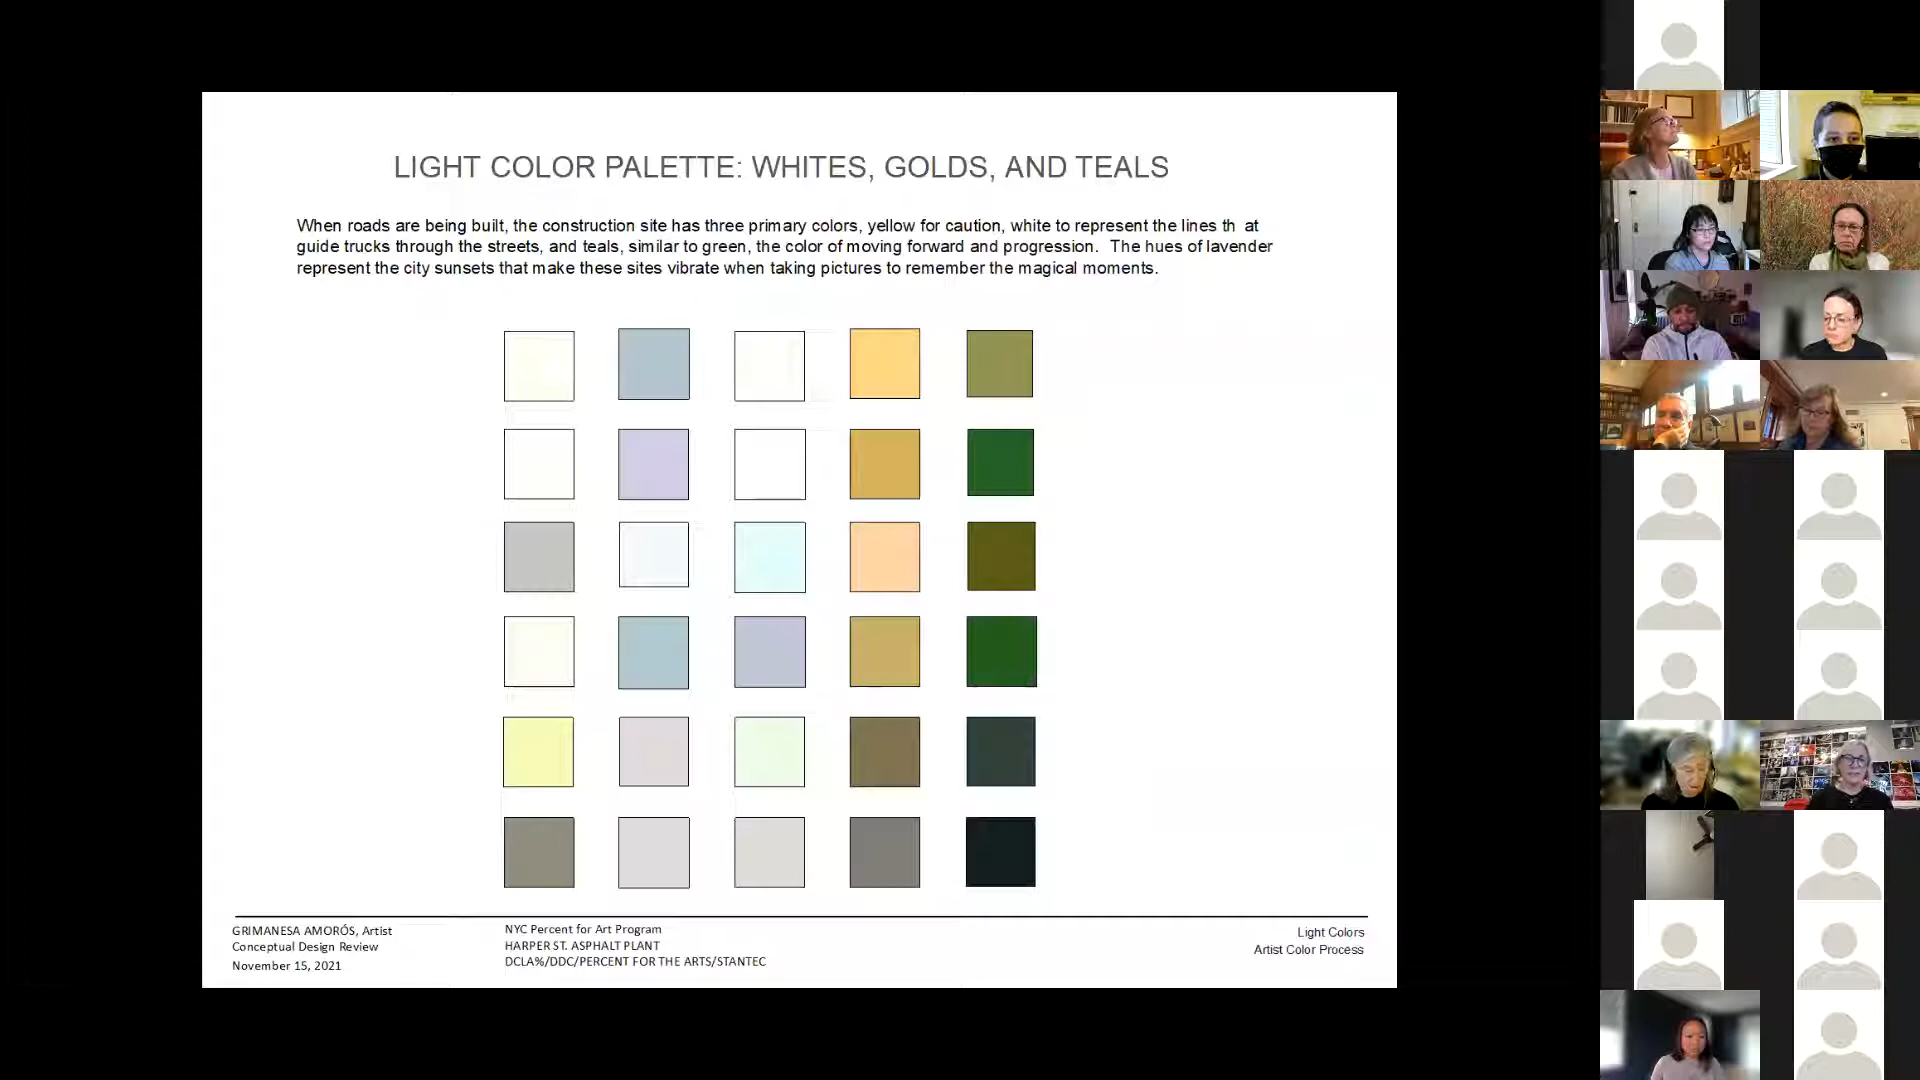 LIGHT COLOR PALETTE: WHITES, GOLDS, AND TEALS
When roads are being built, the construction site has three primary colors, yellow for caution, white to represent the lines th at
guide trucks through the streets, and teals, similar to green, the color of moving forward and progression. The hues of lavender
represent the city sunsets that make these sites vibrate when taking pictures to remember the magical moments.
GRIMANESA AMORÓS, Artist
Conceptual Design Review
November 15, 2021
NYC Percent for Art Program
HARPER ST. ASPHALT PLANT
DCLA%/DDC/PERCENT FOR THE ARTS/STANTEC
Light Colors
Artist Color Process